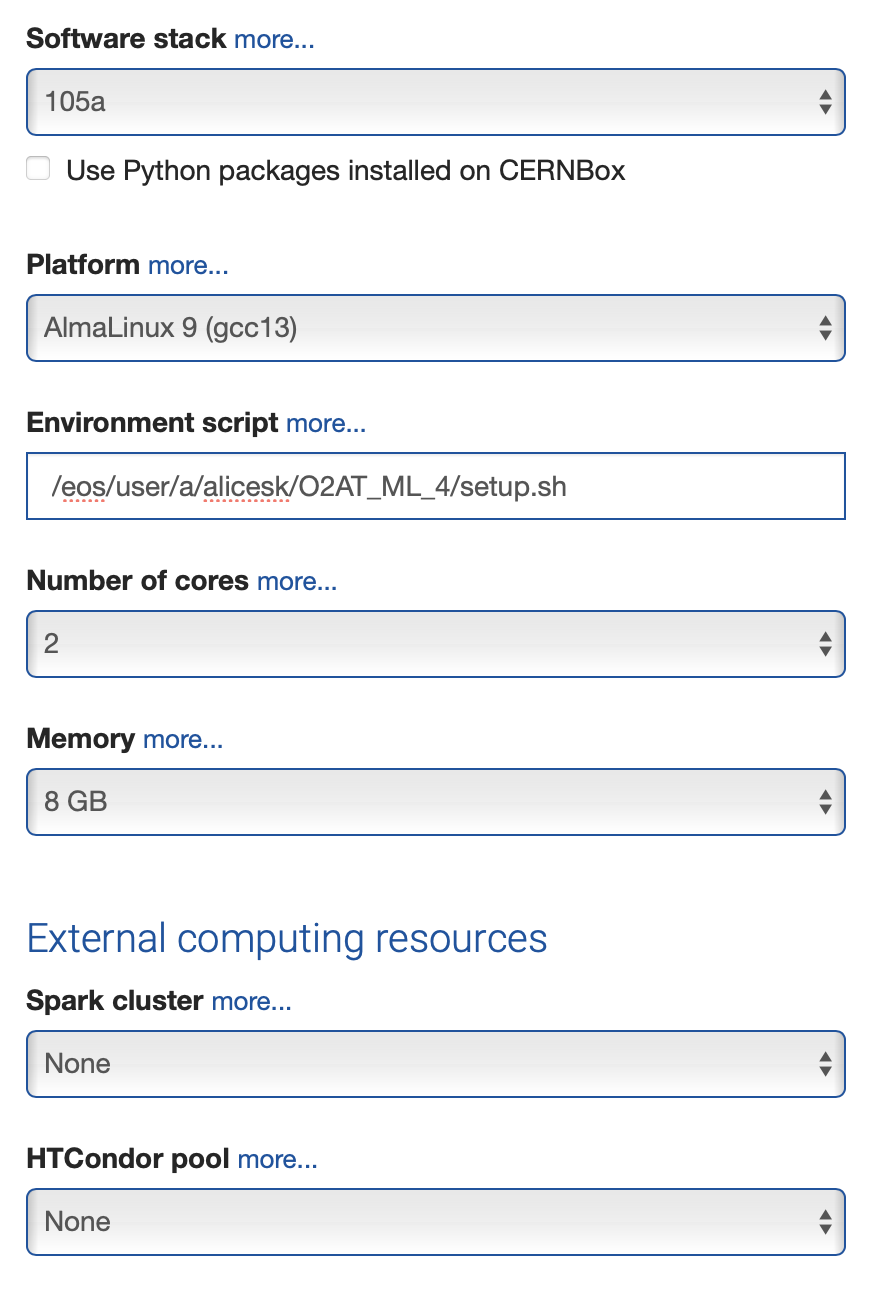 Software stack more...
105a
Use Python packages installed on CERNBox
Platform more...
AlmaLinux 9 (gcc13)
Environment script more...
/eos/user/a/alicesk/O2AT_ML_4/setup.sh
Number of cores more...
2
Memory more...
8 GB
External computing resources
Spark cluster more...
None
HTCondor pool more...
None